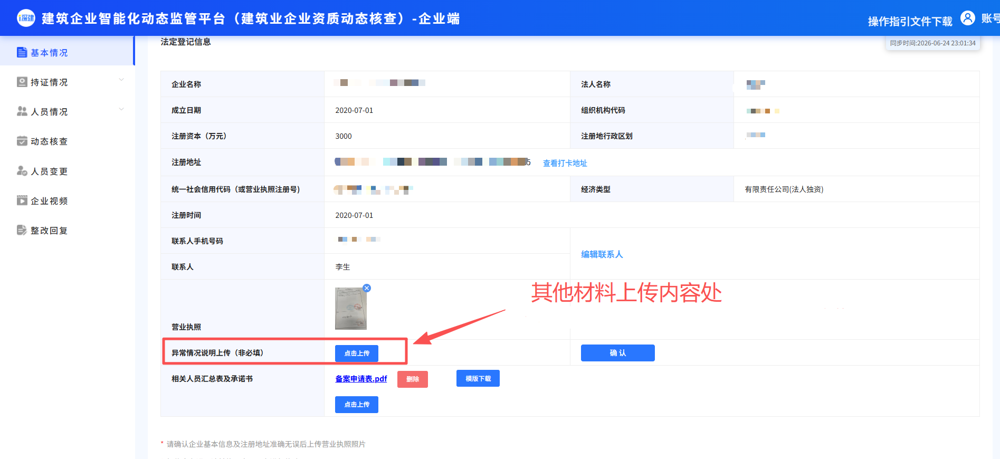 i深建
建筑企业智能化动态监管平台（建筑业企业资质动态核查）-企业端
操作指引文件下载
账号
基本情况
持证情况
人员情况
动态核查
人员变更
企业视频
整改回复
法定登记信息
同步时间:2026-06-24 23:01:34
企业名称
法人名称
成立日期 2020-07-01 组织机构代码
注册资本（万元） 3000 注册地行政区划
注册地址 5 查看打卡地址
统一社会信用代码（或营业执照注册号) 经济类型 有限责任公司(法人独资)
注册时间 2020-07-01
联系人手机号码
编辑联系人
联系人 李生
其他材料上传内容处
营业执照
异常情况说明上传（非必填） 点击上传 确 认
相关人员汇总表及承诺书 备案申请表.pdf 删除 模版下载
点击上传
* 请确认企业基本信息及注册地址准确无误后上传营业执照照片